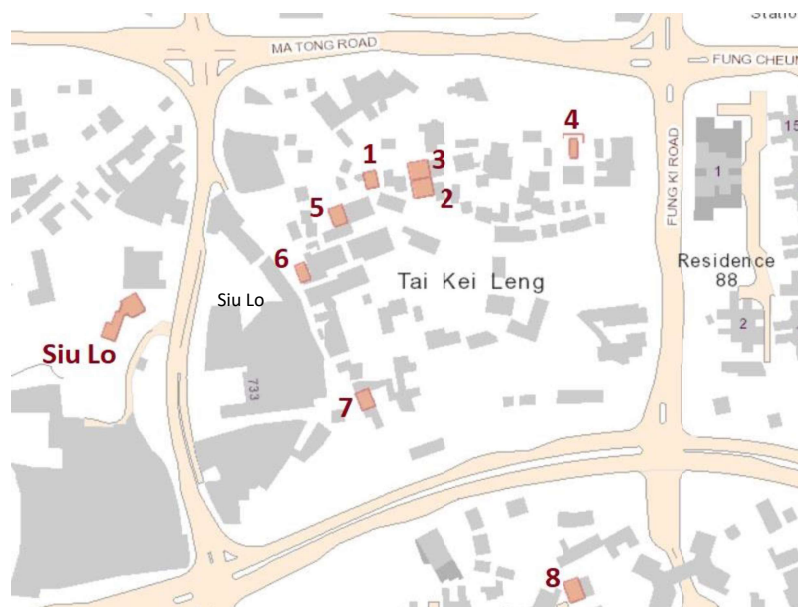 MA TONG ROAD
FUNG CHEUN
4
3
1
FUNG KI ROAD
15
1
2
5
6
Tai Kei Leng
Residence
88
Siu Lo
2
Siu Lo
733
7
8